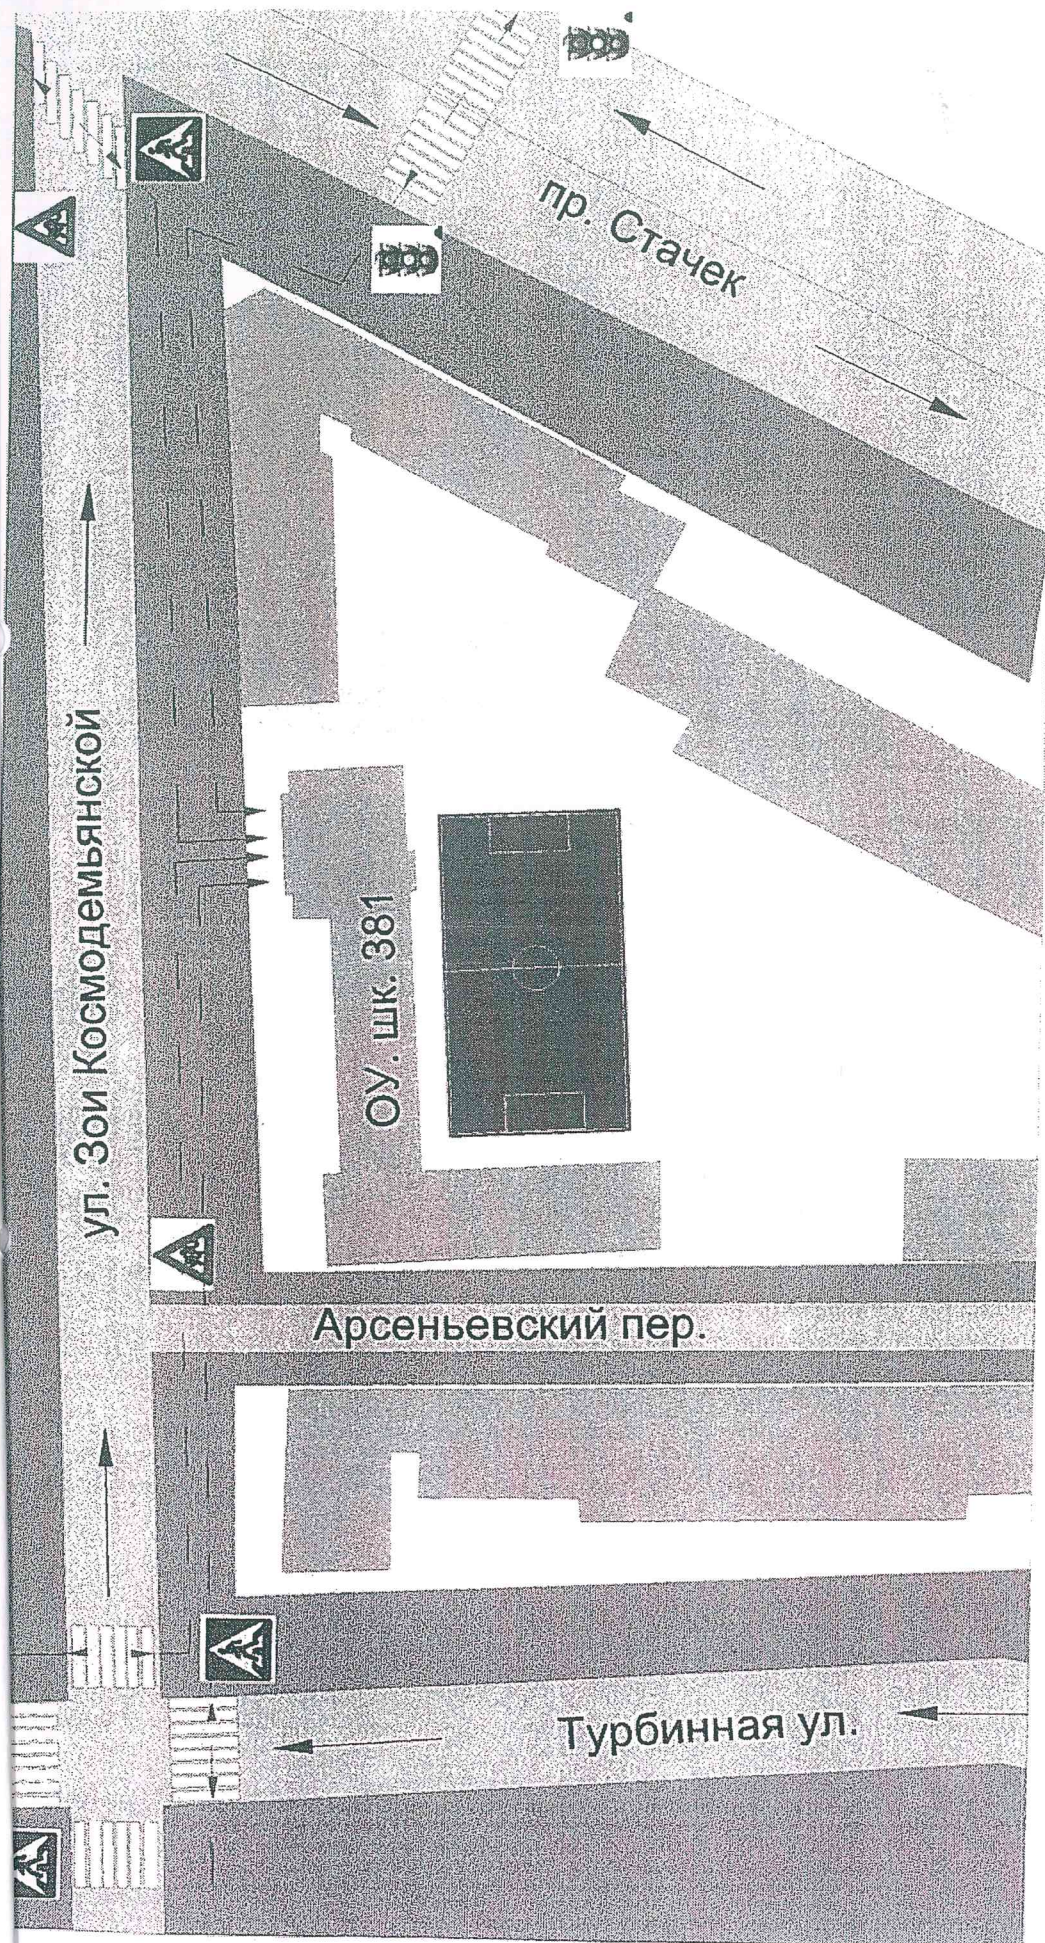 пр. Стачек
ул. Зои Космодемьянской
ОУ. шк. 381
Арсеньевский пер.
Турбинная ул.